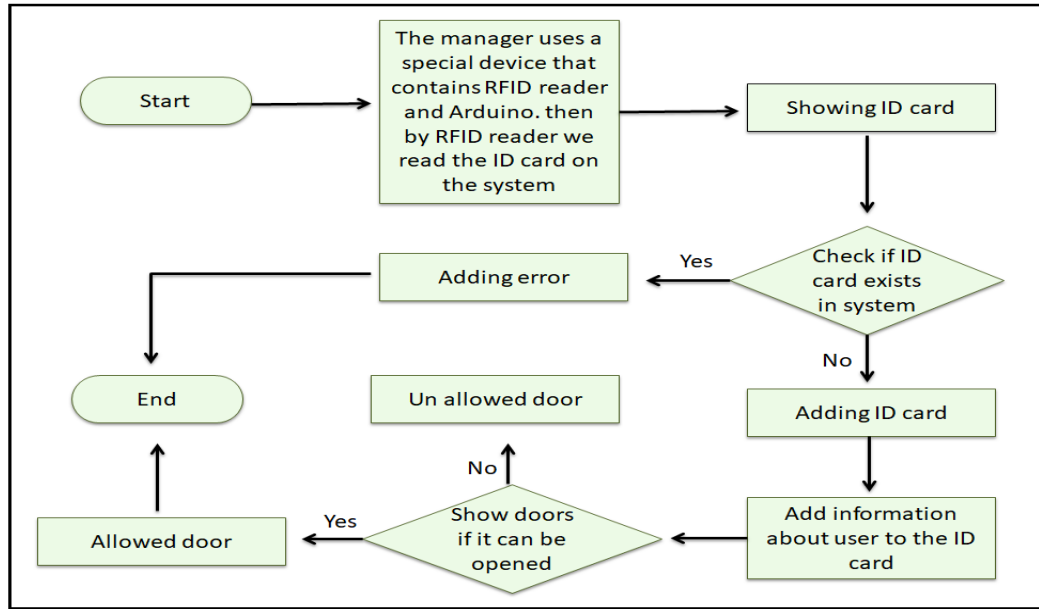 Start
The manager uses a
special device that
contains RFID reader
and Arduino. then
by RFID reader we
read the ID card on
the system
Showing ID card
Check if ID
card exists
in system
Yes
Adding error
No
End
Un allowed door
Adding ID card
No
Allowed door
Yes
Show doors
if it can be
opened
Add information
about user to the ID
card